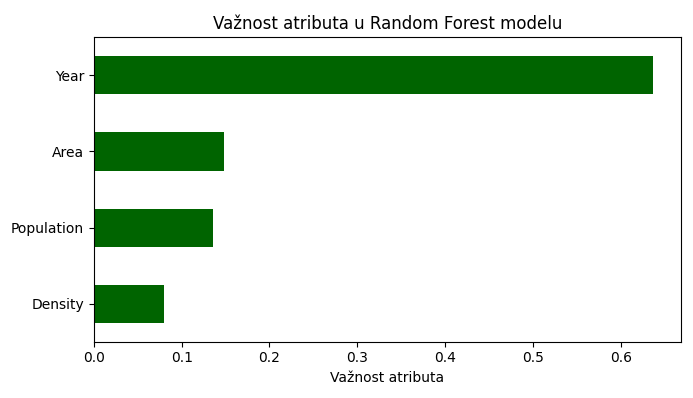 Važnost atributa u Random Forest modelu
Year
Area
Population
Density
0.0 0.1 0.2 0.3 0.4 0.5 0.6
Važnost atributa